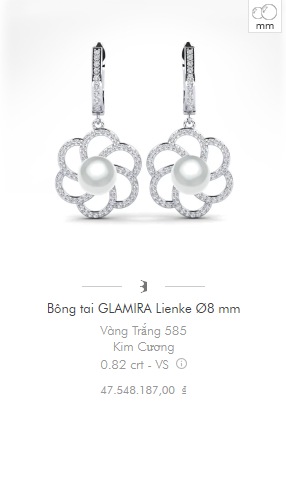 mm
Bông tai GLAMIRA Lienke Ø8 mm
Vàng Trắng 585
Kim Cương
0.82 crt - VS
47.548.187,00 ₫